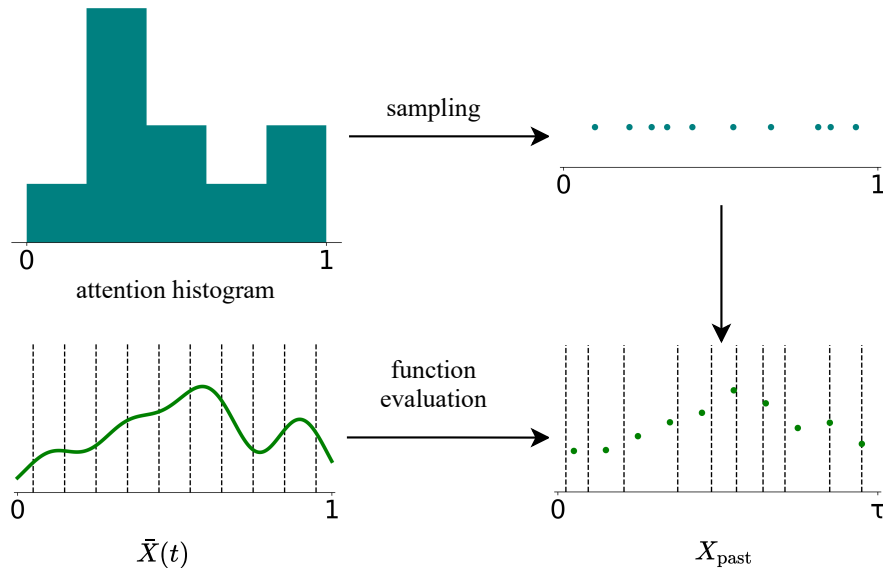 sampling
0 1
0 1
attention histogram
function
evaluation
0 1
0 τ
X̄(t)
X_past